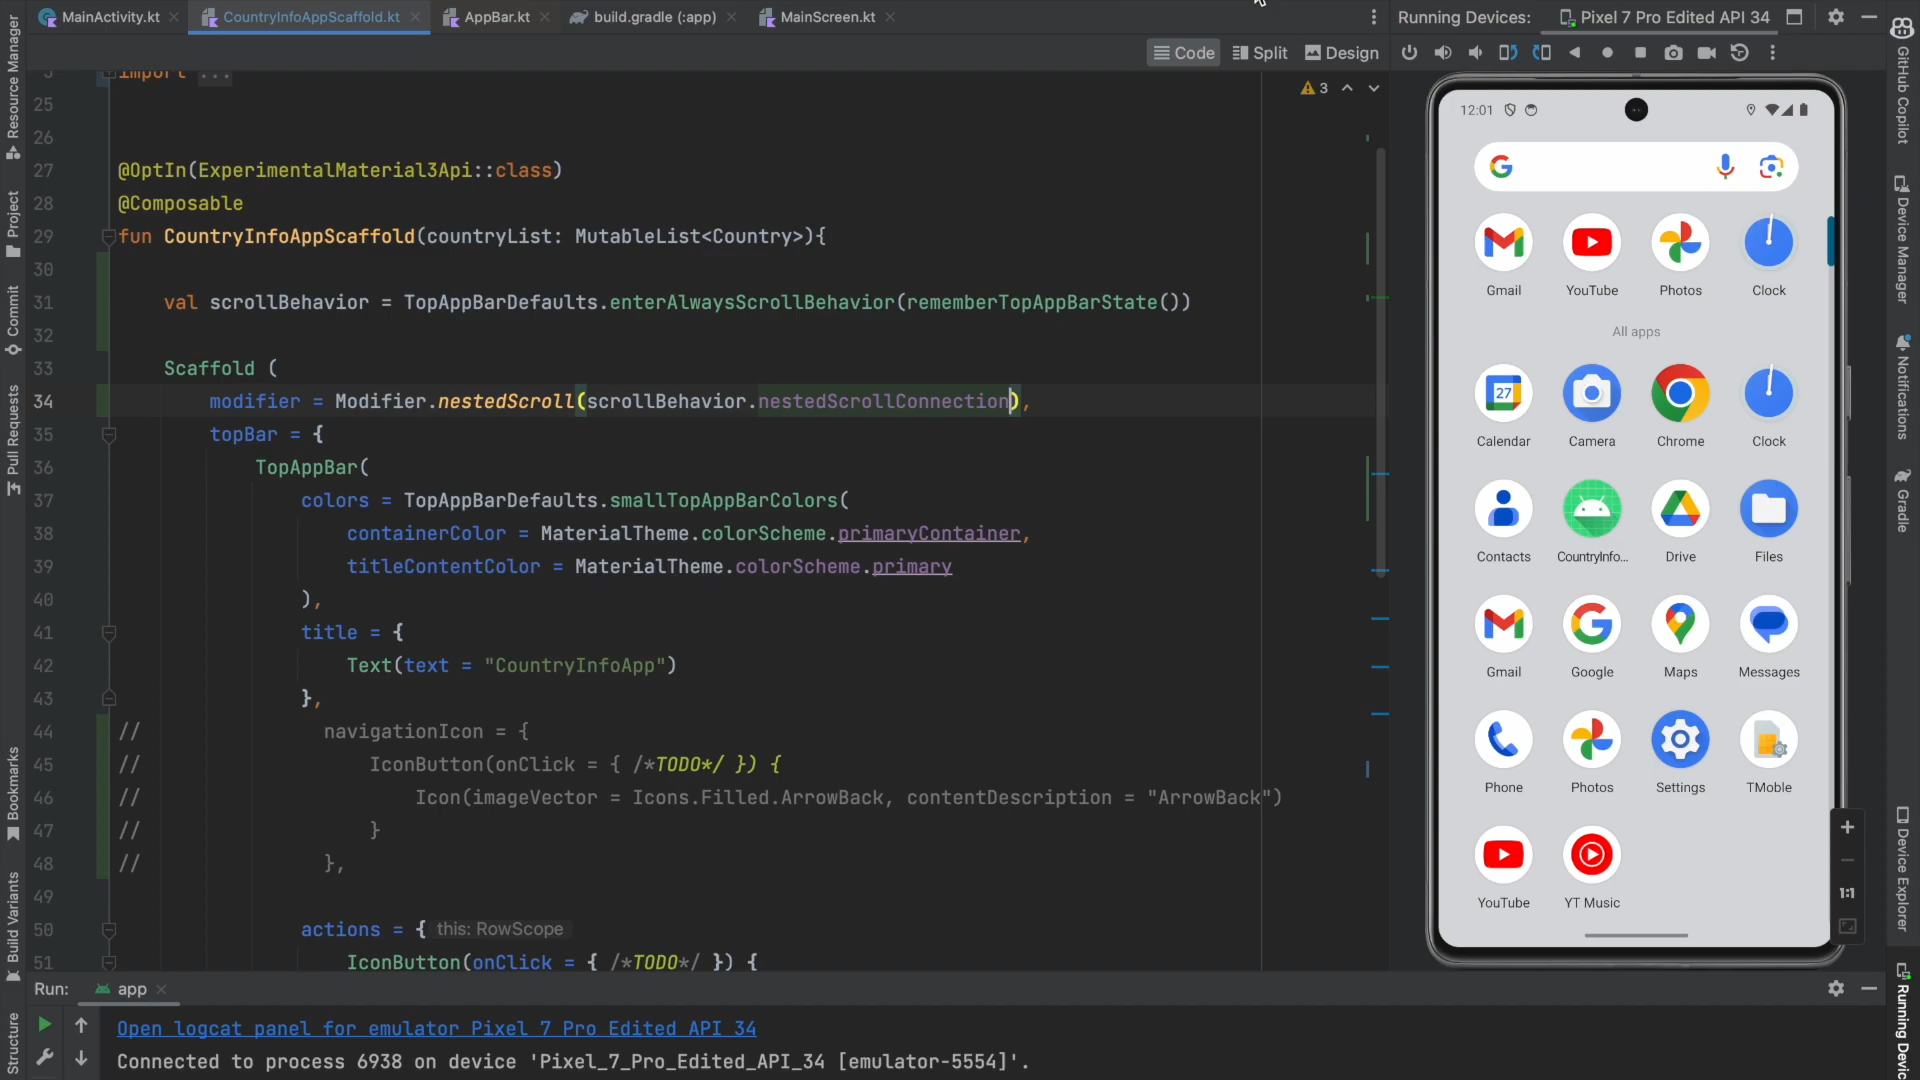 MainActivity.kt
CountryInfoAppScaffold.kt
AppBar.kt
build.gradle (:app)
MainScreen.kt
Running Devices:
Pixel 7 Pro Edited API 34
Code
Split
Design
3
3 import ...
25
26
27 @OptIn(ExperimentalMaterial3Api::class)
28 @Composable
29 fun CountryInfoAppScaffold(countryList: MutableList<Country>){
30
31 val scrollBehavior = TopAppBarDefaults.enterAlwaysScrollBehavior(rememberTopAppBarState())
32
33 Scaffold (
34 modifier = Modifier.nestedScroll(scrollBehavior.nestedScrollConnection),
35 topBar = {
36 TopAppBar(
37 colors = TopAppBarDefaults.smallTopAppBarColors(
38 containerColor = MaterialTheme.colorScheme.primaryContainer,
39 titleContentColor = MaterialTheme.colorScheme.primary
40 ),
41 title = {
42 Text(text = "CountryInfoApp")
43 },
44 // navigationIcon = {
45 // IconButton(onClick = { /*TODO*/ }) {
46 // Icon(imageVector = Icons.Filled.ArrowBack, contentDescription = "ArrowBack")
47 // }
48 // },
49
50 actions = { this: RowScope
51 IconButton(onClick = { /*TODO*/ }) {
Resource Manager
Project
Commit
Pull Requests
Bookmarks
Build Variants
Structure
12:01
Gmail
YouTube
Photos
Clock
All apps
27
Calendar
Camera
Chrome
Clock
Contacts
CountryInfo...
Drive
Files
Gmail
Google
Maps
Messages
Phone
Photos
Settings
TMoble
YouTube
YT Music
1:1
GitHub Copilot
Device Manager
Notifications
Gradle
Device Explorer
Running Devic
Run:
app
Open logcat panel for emulator Pixel 7 Pro Edited API 34
Connected to process 6938 on device 'Pixel_7_Pro_Edited_API_34 [emulator-5554]'.